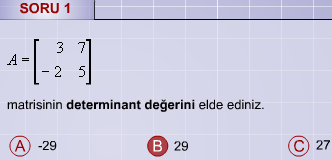 SORU 1
A = [ 3 7
-2 5 ]
matrisinin determinant değerini elde ediniz.
A -29 B 29 C 27